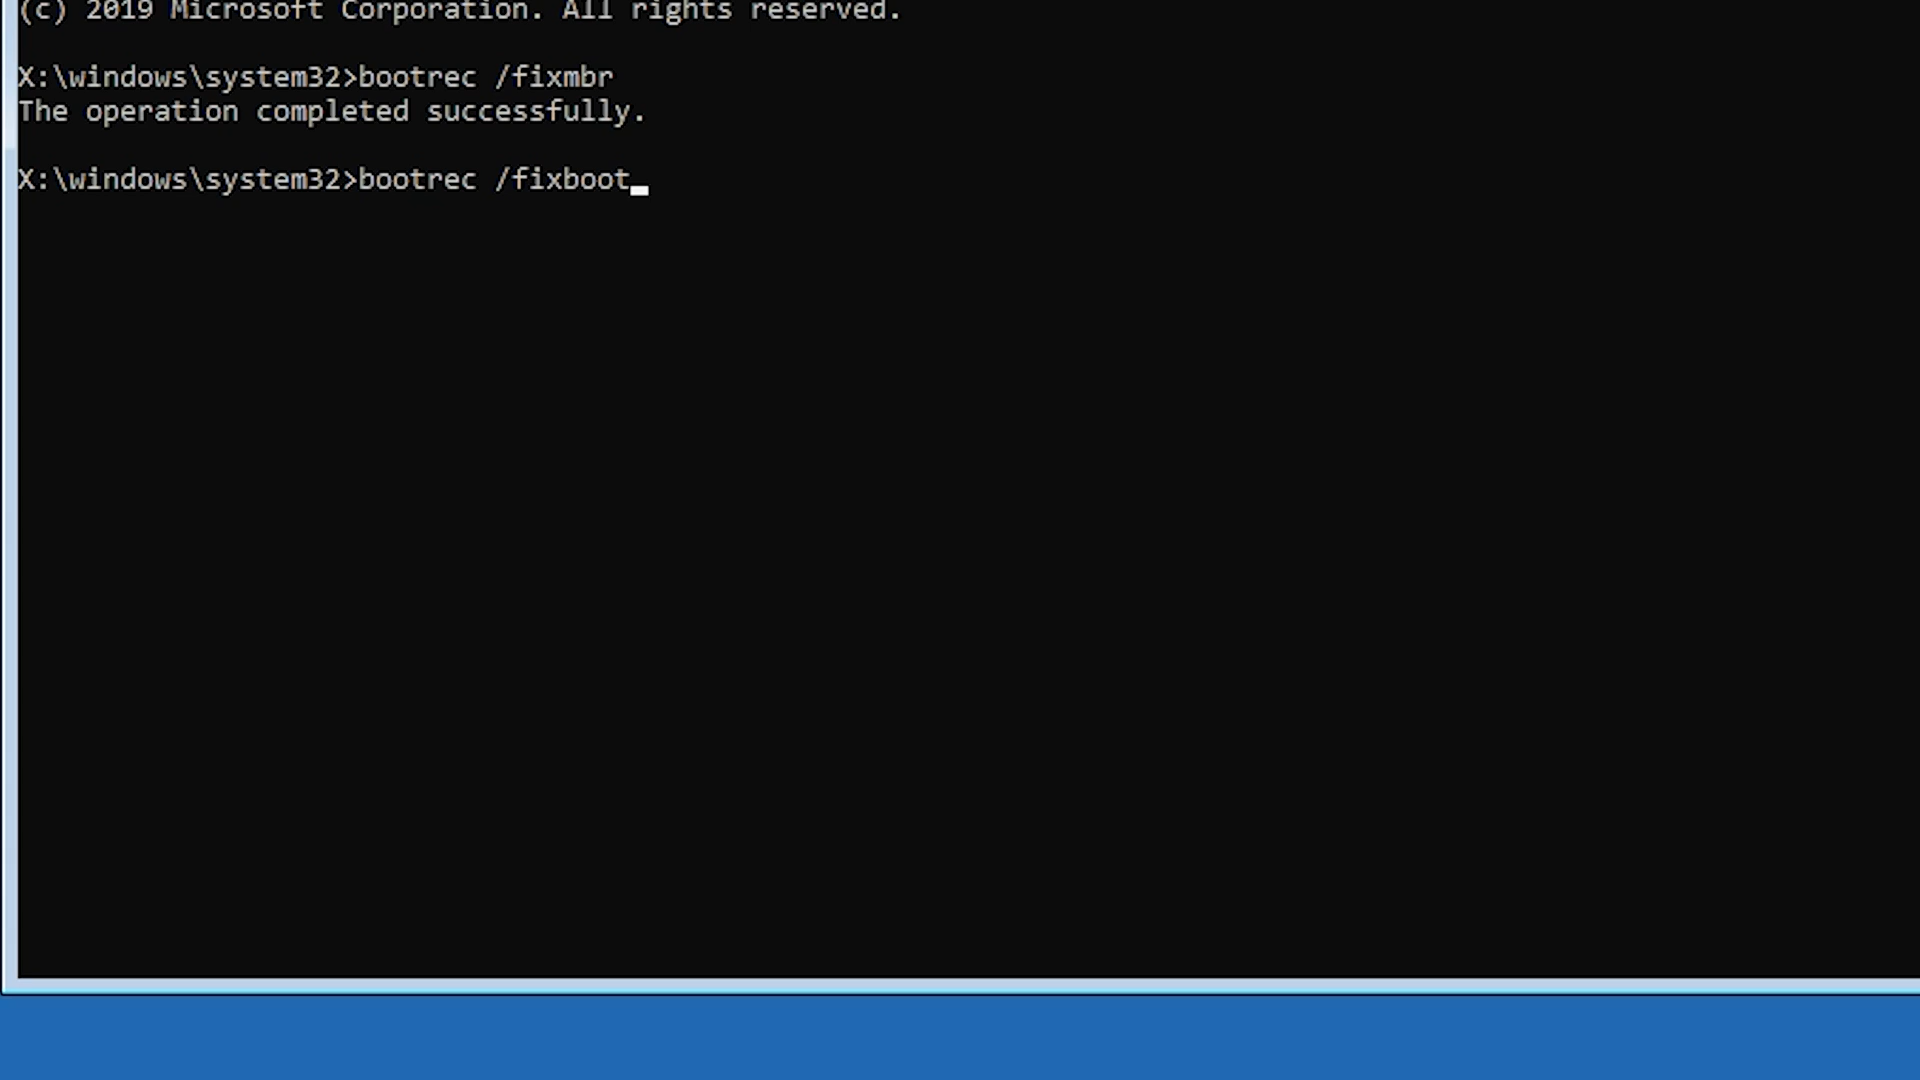 (c) 2019 Microsoft Corporation. All rights reserved.
X:\windows\system32>bootrec /fixmbr
The operation completed successfully.
X:\windows\system32>bootrec /fixboot